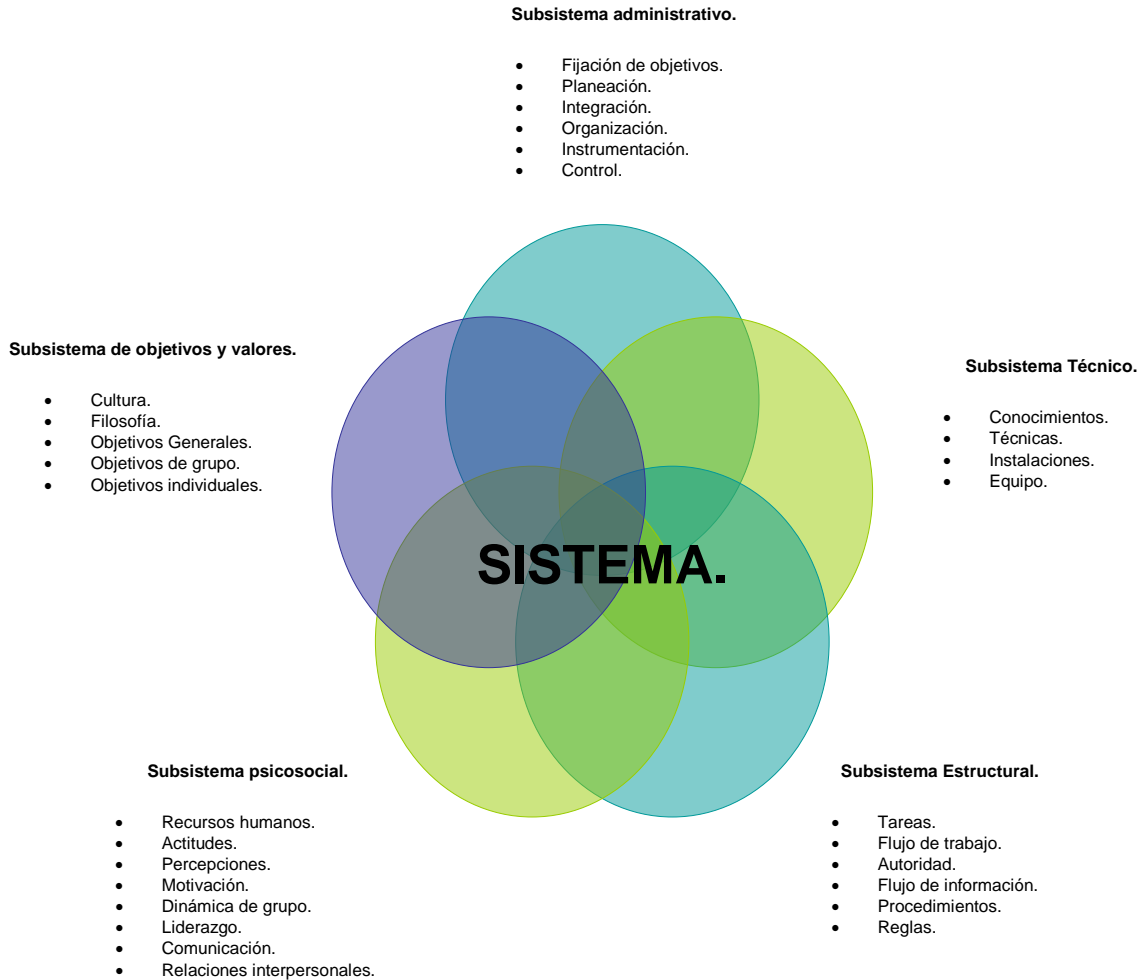 Subsistema administrativo.
• Fijación de objetivos.
• Planeación.
• Integración.
• Organización.
• Instrumentación.
• Control.
Subsistema de objetivos y valores.
• Cultura.
• Filosofía.
• Objetivos Generales.
• Objetivos de grupo.
• Objetivos individuales.
Subsistema Técnico.
• Conocimientos.
• Técnicas.
• Instalaciones.
• Equipo.
SISTEMA.
Subsistema psicosocial.
• Recursos humanos.
• Actitudes.
• Percepciones.
• Motivación.
• Dinámica de grupo.
• Liderazgo.
• Comunicación.
• Relaciones interpersonales.
Subsistema Estructural.
• Tareas.
• Flujo de trabajo.
• Autoridad.
• Flujo de información.
• Procedimientos.
• Reglas.